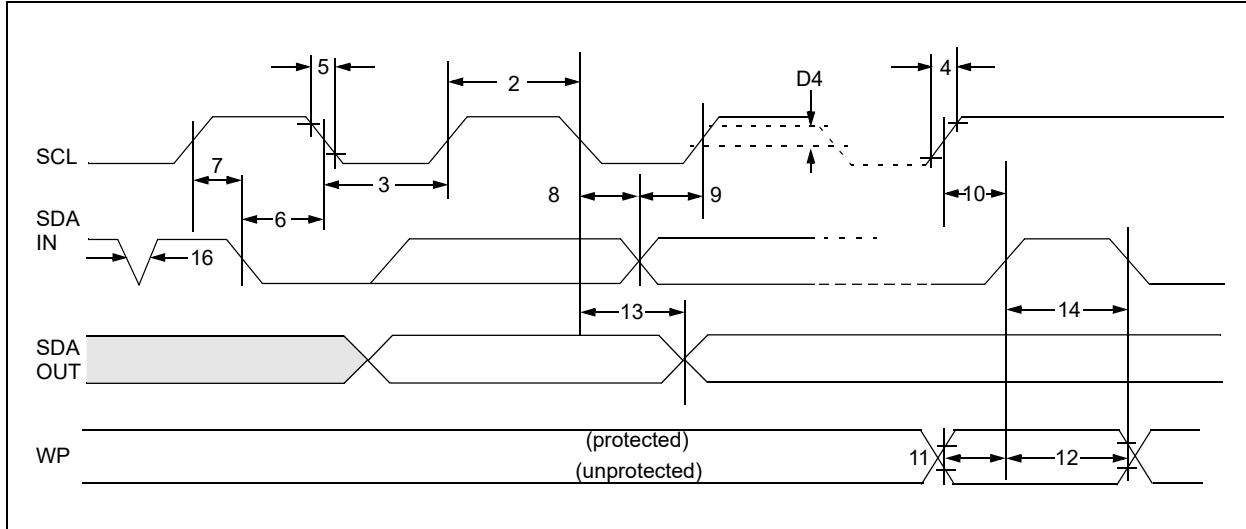 5
2
D4
4
SCL
7
3
8
9
10
6
SDA
IN
16
13
14
SDA
OUT
(protected)
WP
11
12
(unprotected)